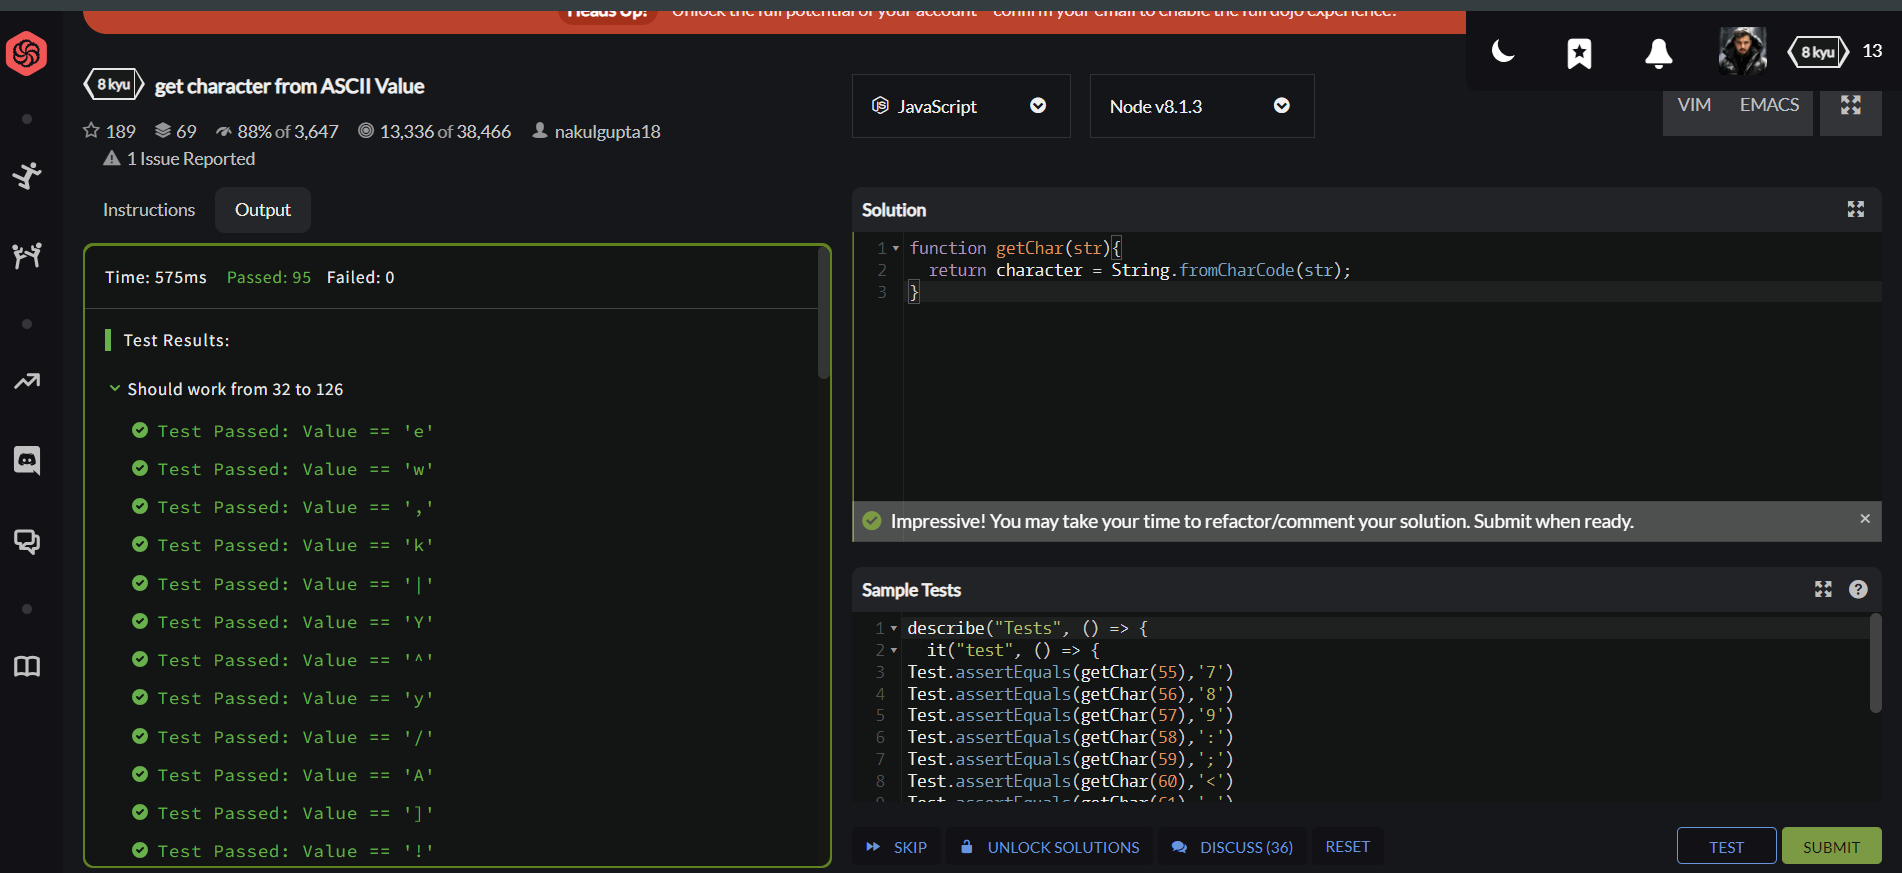 Heads Up! Unlock the full potential of your account – confirm your email to enable the full dojo experience!
8 kyu 13
8 kyu get character from ASCII Value
JavaScript Node v8.1.3 VIM EMACS
189 69 88% of 3,647 13,336 of 38,466 nakulgupta18
1 Issue Reported
Instructions Output
Time: 575ms Passed: 95 Failed: 0
Test Results:
Should work from 32 to 126
Test Passed: Value == 'e'
Test Passed: Value == 'w'
Test Passed: Value == ','
Test Passed: Value == 'k'
Test Passed: Value == '|'
Test Passed: Value == 'Y'
Test Passed: Value == '^'
Test Passed: Value == 'y'
Test Passed: Value == '/'
Test Passed: Value == 'A'
Test Passed: Value == ']'
Test Passed: Value == '!'
Solution
1 function getChar(str){
2 return character = String.fromCharCode(str);
3 }
Impressive! You may take your time to refactor/comment your solution. Submit when ready.
Sample Tests
1 describe("Tests", () => {
2 it("test", () => {
3 Test.assertEquals(getChar(55),'7')
4 Test.assertEquals(getChar(56),'8')
5 Test.assertEquals(getChar(57),'9')
6 Test.assertEquals(getChar(58),':')
7 Test.assertEquals(getChar(59),';')
8 Test.assertEquals(getChar(60),'<')
SKIP UNLOCK SOLUTIONS DISCUSS (36) RESET TEST SUBMIT